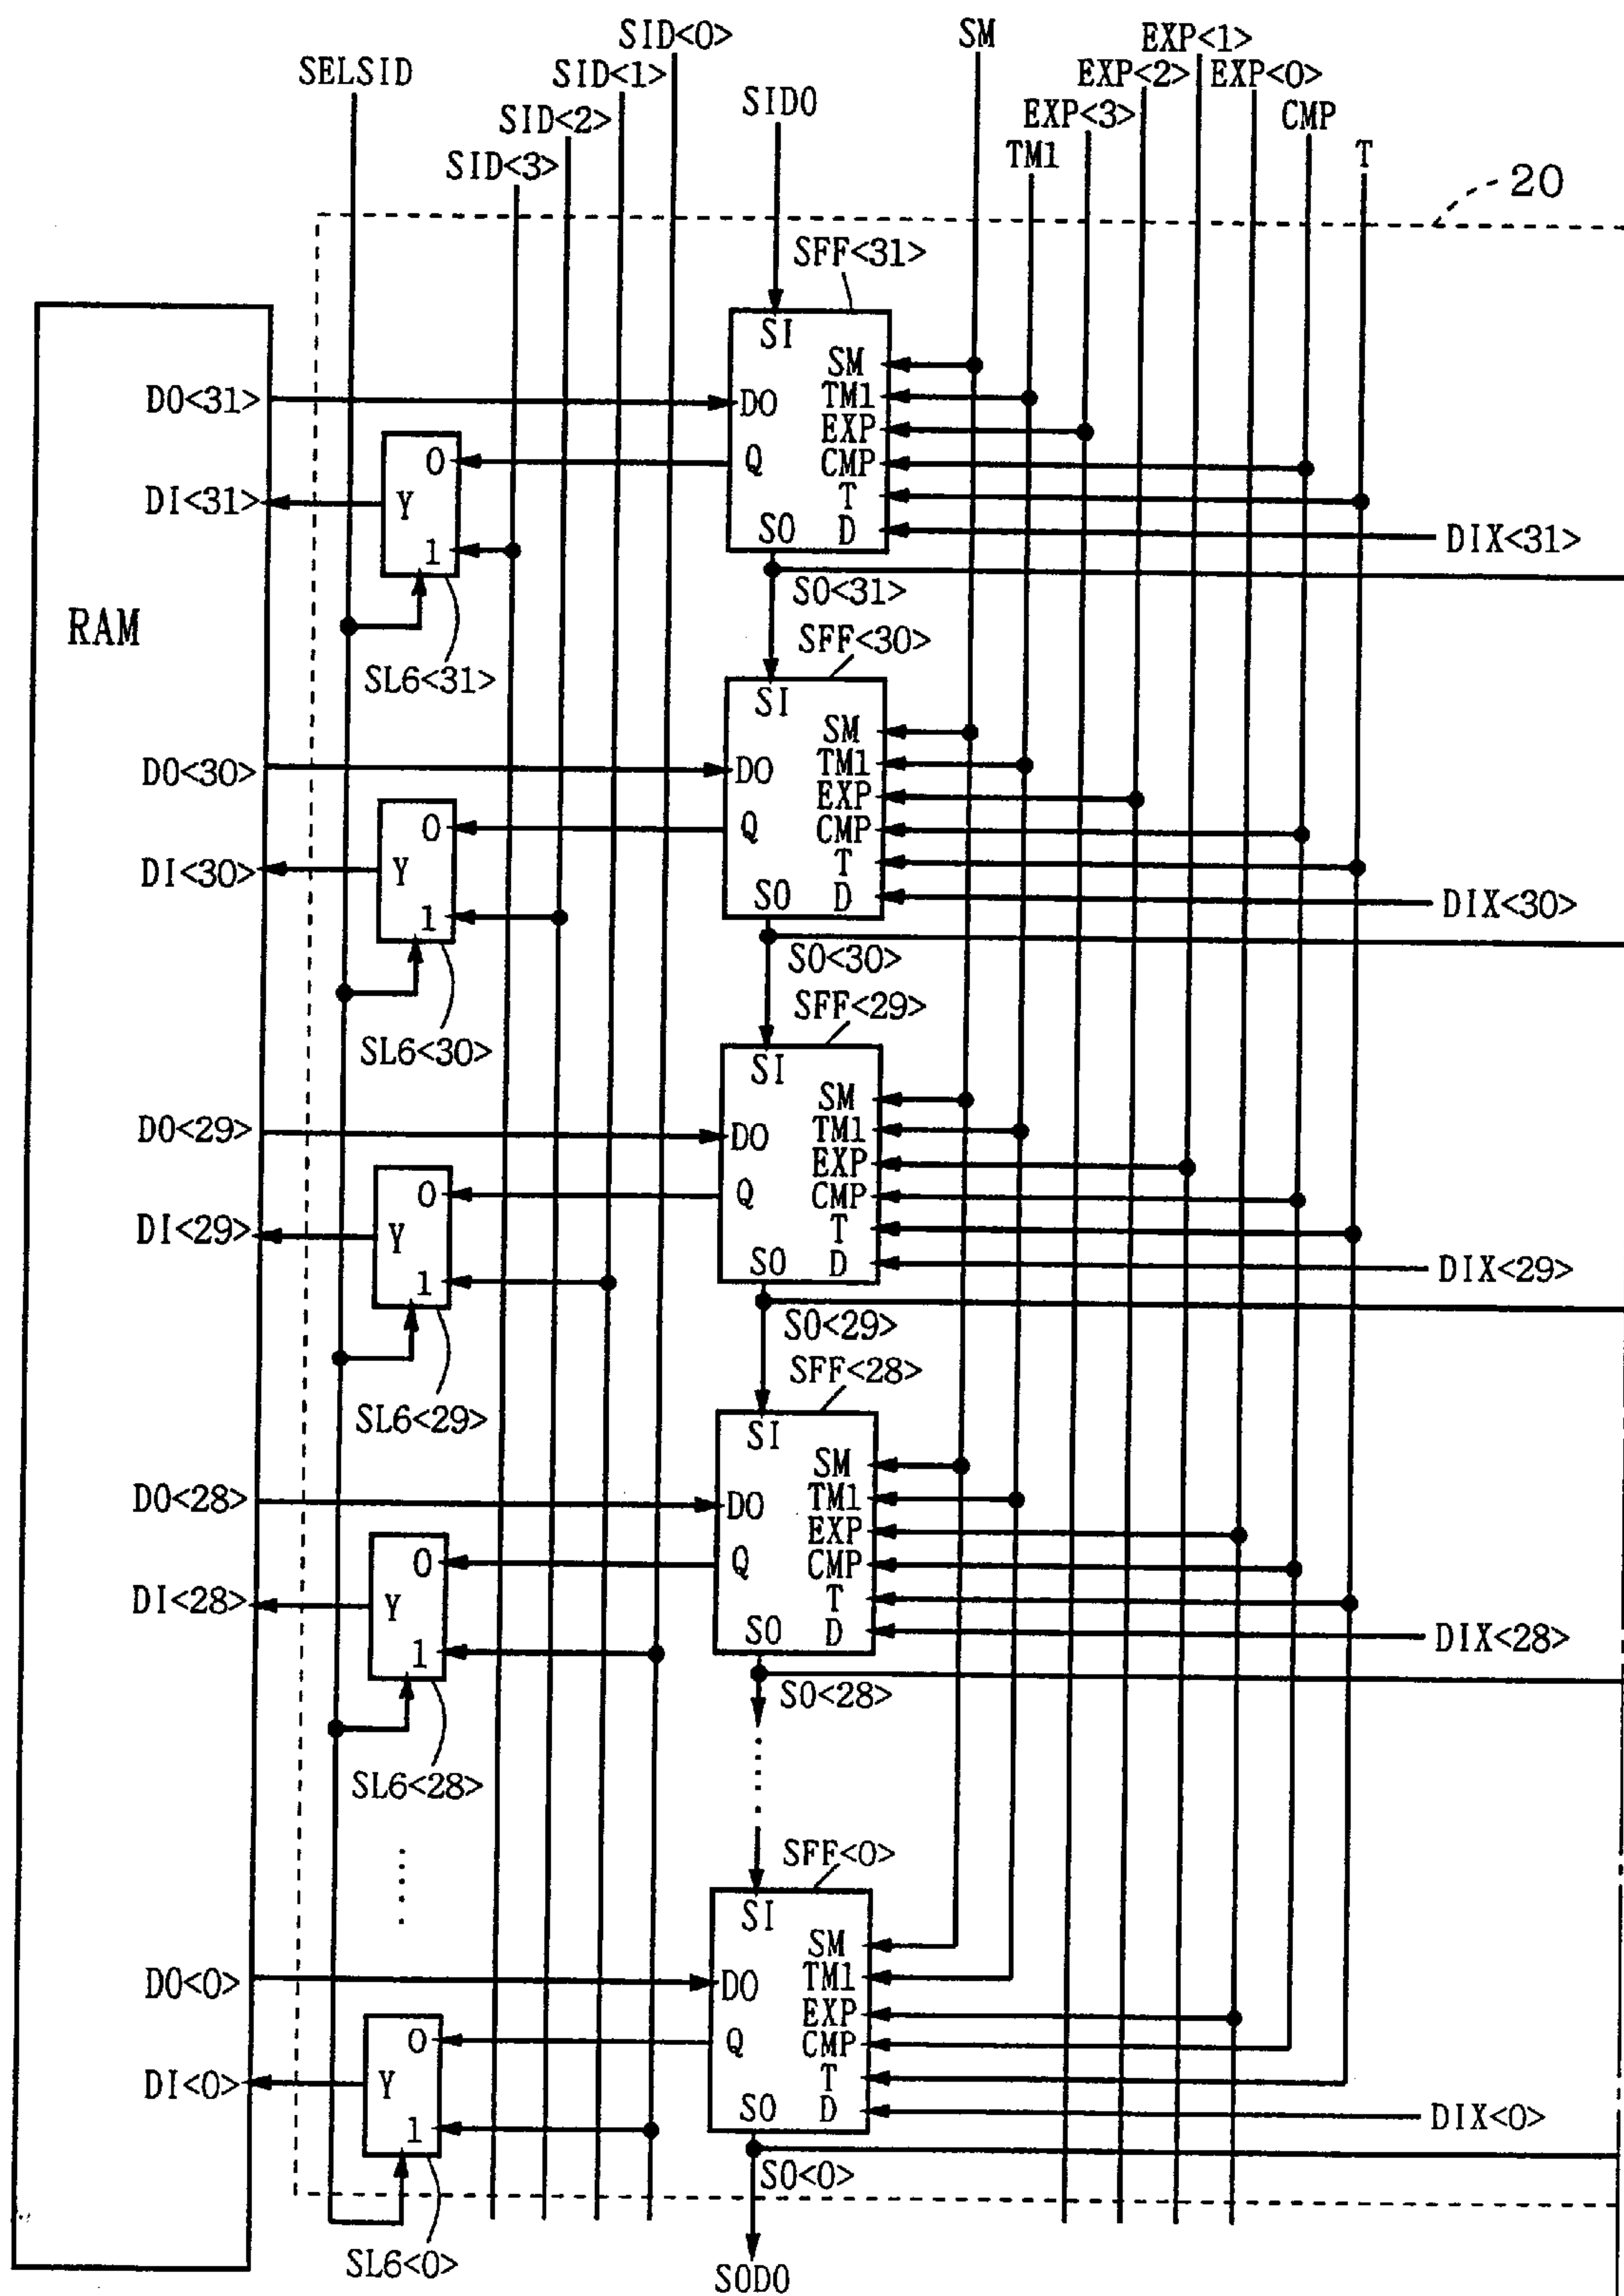 SID<0>
SM
EXP<1>
SELSID
SID<1>
EXP<2>
EXP<0>
SID0
SID<2>
EXP<3>
CMP
SID<3>
TM1
T
20
SFF<31>
SI
SM
DO<31>
DO
TM1
EXP
0
Q
CMP
DI<31>
Y
T
1
SO
D
DIX<31>
SO<31>
RAM
SFF<30>
SL6<31>
SI
SM
DO<30>
DO
TM1
EXP
0
Q
CMP
DI<30>
Y
T
1
SO
D
DIX<30>
SO<30>
SFF<29>
SL6<30>
SI
SM
DO<29>
DO
TM1
EXP
0
Q
CMP
DI<29>
Y
T
1
SO
D
DIX<29>
SO<29>
SFF<28>
SL6<29>
SI
SM
DO<28>
DO
TM1
EXP
0
Q
CMP
DI<28>
Y
T
1
SO
D
DIX<28>
SO<28>
SL6<28>
SFF<0>
SI
SM
DO<0>
DO
TM1
EXP
0
Q
CMP
DI<0>
Y
T
1
SO
D
DIX<0>
SO<0>
SL6<0>
SODO